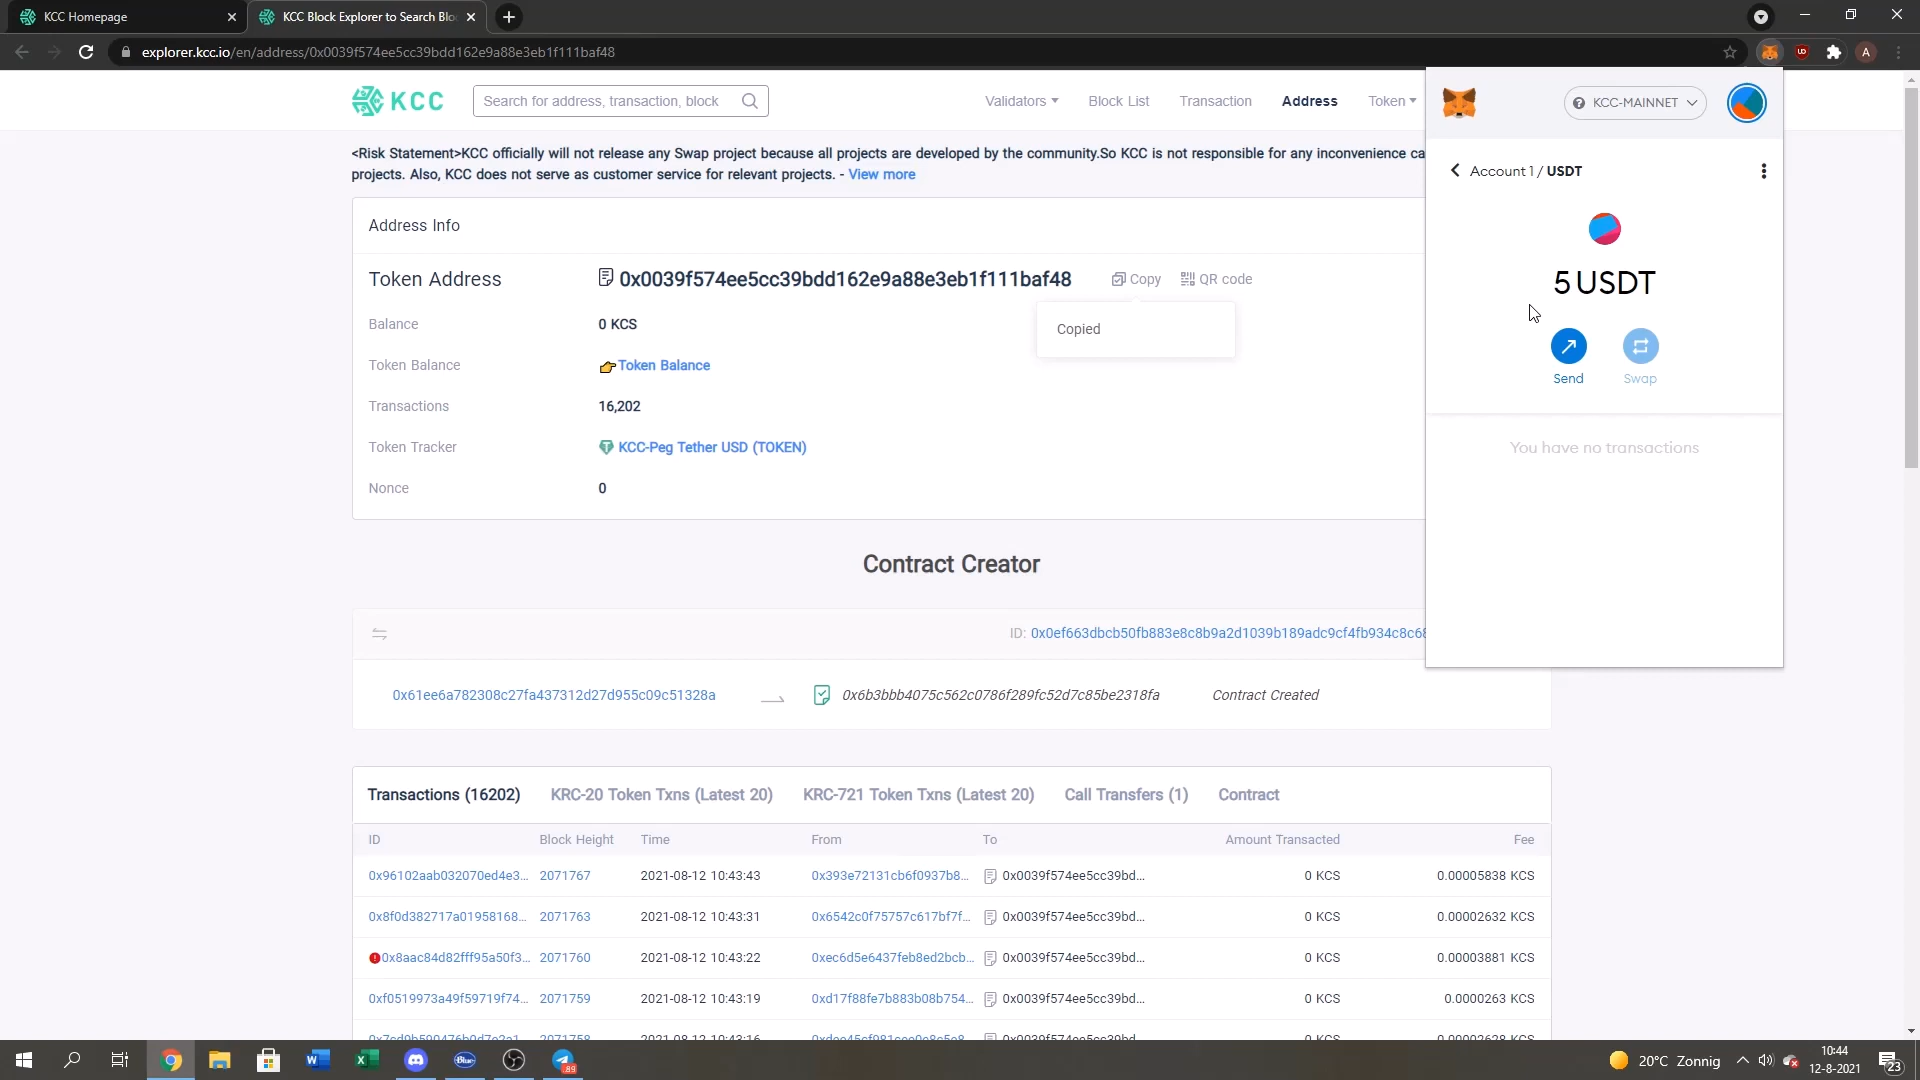 KCC Homepage
KCC Block Explorer to Search Blo
explorer.kcc.io/en/address/0x0039f574ee5cc39bdd162e9a88e3eb1f111baf48
A
KCC
Search for address, transaction, block
Validators
Block List
Transaction
Address
Token
KCC-MAINNET
<Risk Statement>KCC officially will not release any Swap project because all projects are developed by the community.So KCC is not responsible for any inconvenience ca
projects. Also, KCC does not serve as customer service for relevant projects. - View more
Account 1 / USDT
5 USDT
Send
Swap
You have no transactions
Address Info
Token Address
0x0039f574ee5cc39bdd162e9a88e3eb1f111baf48
Copy
QR code
Copied
Balance
0 KCS
Token Balance
Token Balance
Transactions
16,202
Token Tracker
KCC-Peg Tether USD (TOKEN)
Nonce
0
Contract Creator
ID: 0x0ef663dbcb50fb883e8c8b9a2d1039b189adc9cf4fb934c8c68
0x61ee6a782308c27fa437312d27d955c09c51328a
0x6b3bbb4075c562c0786f289fc52d7c85be2318fa
Contract Created
Transactions (16202)
KRC-20 Token Txns (Latest 20)
KRC-721 Token Txns (Latest 20)
Call Transfers (1)
Contract
ID Block Height Time From To Amount Transacted Fee
0x96102aab032070ed4e3... 2071767 2021-08-12 10:43:43 0x393e72131cb6f0937b8... 0x0039f574ee5cc39bd... 0 KCS 0.00005838 KCS
0x8f0d382717a01958168... 2071763 2021-08-12 10:43:31 0x6542c0f75757c617bf7f... 0x0039f574ee5cc39bd... 0 KCS 0.00002632 KCS
0x8aac84d82fff95a50f3... 2071760 2021-08-12 10:43:22 0xec6d5e6437feb8ed2bcb... 0x0039f574ee5cc39bd... 0 KCS 0.00003881 KCS
0xf0519973a49f59719f74... 2071759 2021-08-12 10:43:19 0xd17f88fe7b883b08b754... 0x0039f574ee5cc39bd... 0 KCS 0.0000263 KCS
Blue
89
20°C Zonnig
10:44
12-8-2021
23